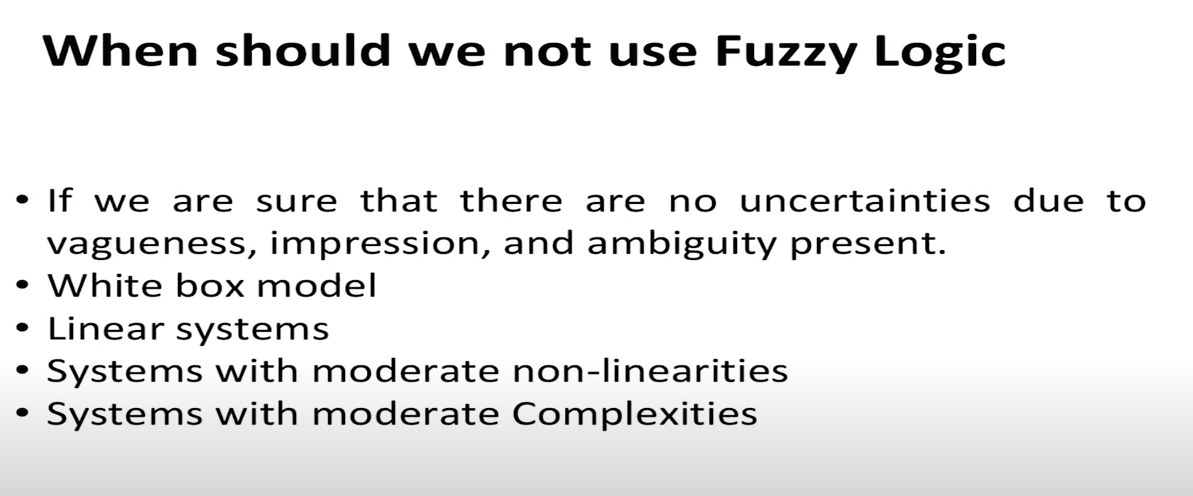 When should we not use Fuzzy Logic
• If we are sure that there are no uncertainties due to
vagueness, impression, and ambiguity present.
• White box model
• Linear systems
• Systems with moderate non-linearities
• Systems with moderate Complexities